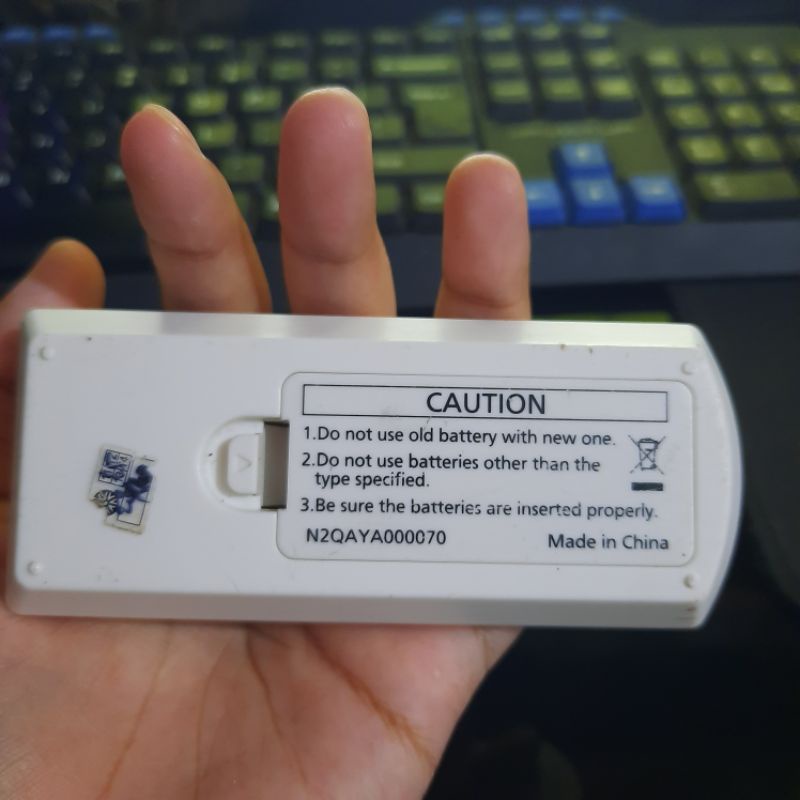 CAUTION
1.Do not use old battery with new one.
2.Do not use batteries other than the
type specified.
3.Be sure the batteries are inserted properly.
N2QAYA000070
Made in China